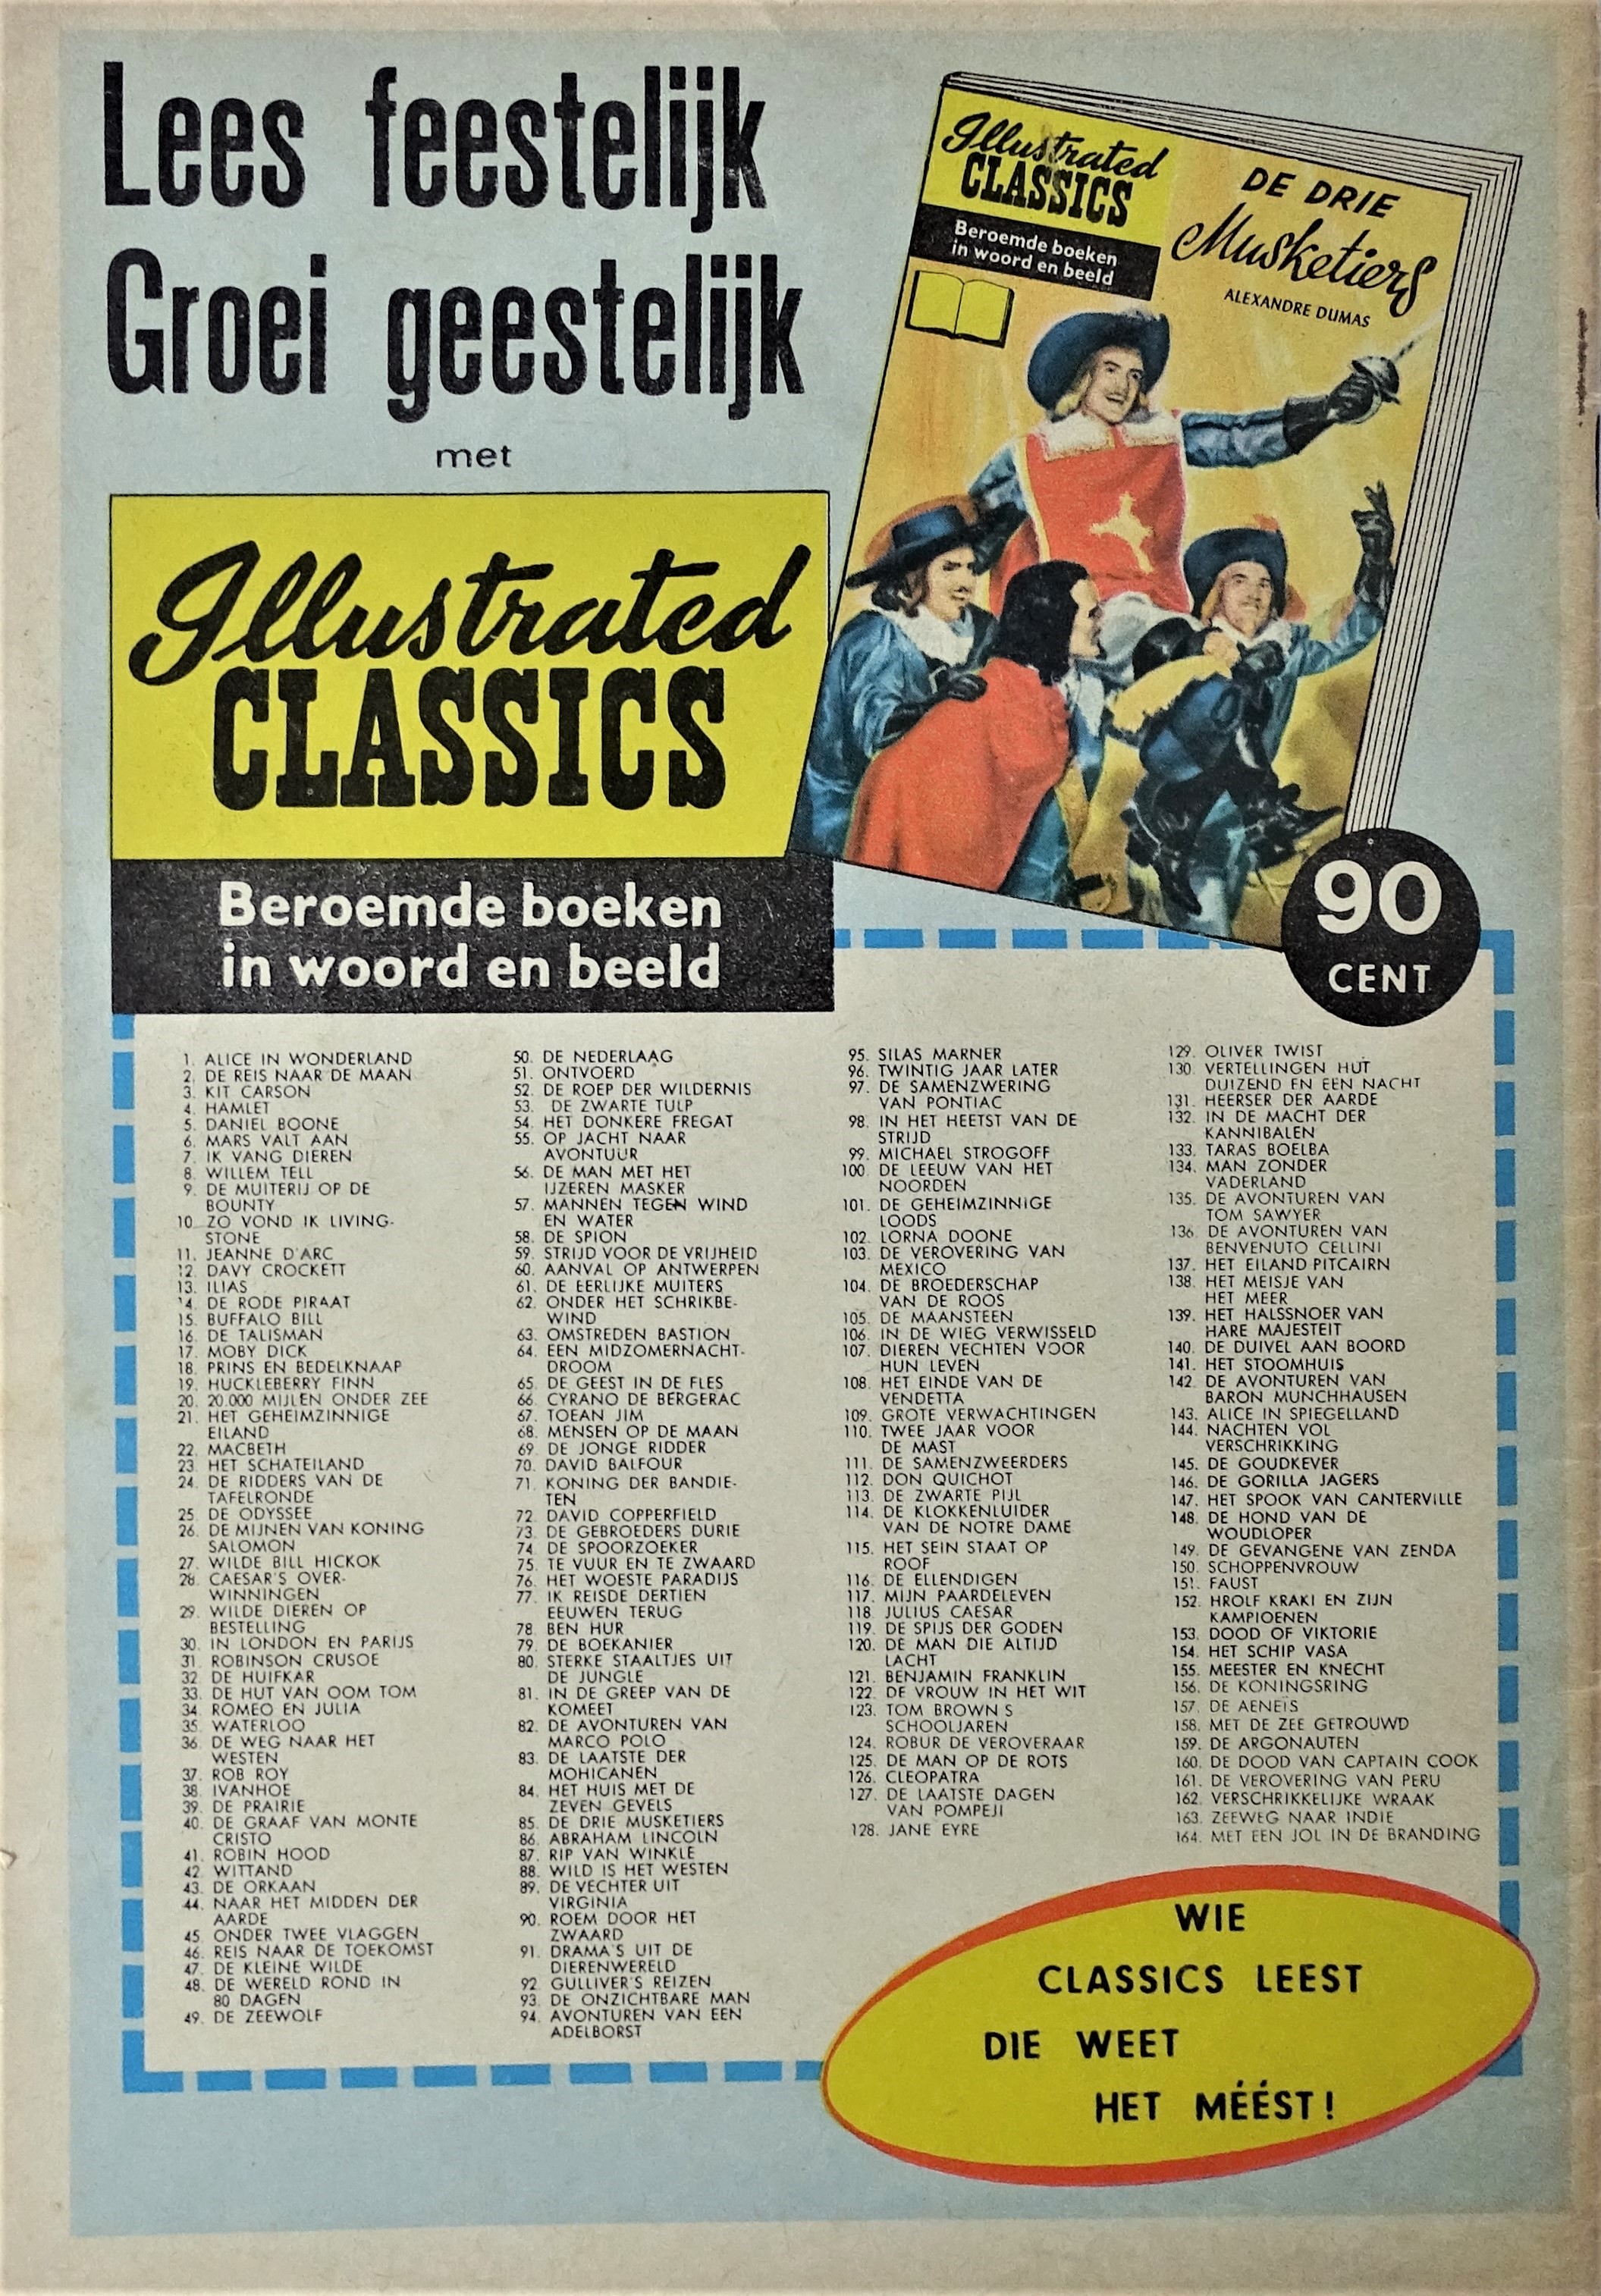 Lees feestelijk
Groei geestelijk
met
Illustrated
CLASSICS
Beroemde boeken
in woord en beeld
Illustrated
CLASSICS
Beroemde boeken
in woord en beeld
DE DRIE
Musketiers
ALEXANDRE DUMAS
90
CENT
1. ALICE IN WONDERLAND
2. DE REIS NAAR DE MAAN
3. KIT CARSON
4. HAMLET
5. DANIEL BOONE
6. MARS VALT AAN
7. IK VANG DIEREN
8. WILLEM TELL
9. DE MUITERIJ OP DE
BOUNTY
10. ZO VOND IK LIVING-
STONE
11. JEANNE D'ARC
12. DAVY CROCKETT
13. ILIAS
14. DE RODE PIRAAT
15. BUFFALO BILL
16. DE TALISMAN
17. MOBY DICK
18. PRINS EN BEDELKNAAP
19. HUCKLEBERRY FINN
20. 20.000 MIJLEN ONDER ZEE
21. HET GEHEIMZINNIGE
EILAND
22. MACBETH
23. HET SCHATEILAND
24. DE RIDDERS VAN DE
TAFELRONDE
25. DE ODYSSEE
26. DE MIJNEN VAN KONING
SALOMON
27. WILDE BILL HICKOK
28. CAESAR'S OVER-
WINNINGEN
29. WILDE DIEREN OP
BESTELLING
30. IN LONDON EN PARIJS
31. ROBINSON CRUSOE
32. DE HUIFKAR
33. DE HUT VAN OOM TOM
34. ROMEO EN JULIA
35. WATERLOO
36. DE WEG NAAR HET
WESTEN
37. ROB ROY
38. IVANHOE
39. DE PRAIRIE
40. DE GRAAF VAN MONTE
CRISTO
41. ROBIN HOOD
42. WITTAND
43. DE ORKAAN
44. NAAR HET MIDDEN DER
AARDE
45. ONDER TWEE VLAGGEN
46. REIS NAAR DE TOEKOMST
47. DE KLEINE WILDE
48. DE WERELD ROND IN
80 DAGEN
49. DE ZEEWOLF
50. DE NEDERLAAG
51. ONTVOERD
52. DE ROEP DER WILDERNIS
53. DE ZWARTE TULP
54. HET DONKERE FREGAT
55. OP JACHT NAAR
AVONTUUR
56. DE MAN MET HET
IJZEREN MASKER
57. MANNEN TEGEN WIND
EN WATER
58. DE SPION
59. STRIJD VOOR DE VRIJHEID
60. AANVAL OP ANTWERPEN
61. DE EERLIJKE MUITERS
62. ONDER HET SCHRIKBE-
WIND
63. OMSTREDEN BASTION
64. EEN MIDZOMERNACHT-
DROOM
65. DE GEEST IN DE FLES
66. CYRANO DE BERGERAC
67. TOEAN JIM
68. MENSEN OP DE MAAN
69. DE JONGE RIDDER
70. DAVID BALFOUR
71. KONING DER BANDIE-
TEN
72. DAVID COPPERFIELD
73. DE GEBROEDERS DURIE
74. DE SPOORZOEKER
75. TE VUUR EN TE ZWAARD
76. HET WOESTE PARADIJS
77. IK REISDE DERTIEN
EEUWEN TERUG
78. BEN HUR
79. DE BOEKANIER
80. STERKE STAALTJES UIT
DE JUNGLE
81. IN DE GREEP VAN DE
KOMEET
82. DE AVONTUREN VAN
MARCO POLO
83. DE LAATSTE DER
MOHICANEN
84. HET HUIS MET DE
ZEVEN GEVELS
85. DE DRIE MUSKETIERS
86. ABRAHAM LINCOLN
87. RIP VAN WINKLE
88. WILD IS HET WESTEN
89. DE VECHTER UIT
VIRGINIA
90. ROEM DOOR HET
ZWAARD
91. DRAMA'S UIT DE
DIERENWERELD
92. GULLIVER'S REIZEN
93. DE ONZICHTBARE MAN
94. AVONTUREN VAN EEN
ADELBORST
95. SILAS MARNER
96. TWINTIG JAAR LATER
97. DE SAMENZWERING
VAN PONTIAC
98. IN HET HEETST VAN DE
STRIJD
99. MICHAEL STROGOFF
100. DE LEEUW VAN HET
NOORDEN
101. DE GEHEIMZINNIGE
LOODS
102. LORNA DOONE
103. DE VEROVERING VAN
MEXICO
104. DE BROEDERSCHAP
VAN DE ROOS
105. DE MAANSTEEN
106. IN DE WIEG VERWISSELD
107. DIEREN VECHTEN VOOR
HUN LEVEN
108. HET EINDE VAN DE
VENDETTA
109. GROTE VERWACHTINGEN
110. TWEE JAAR VOOR
DE MAST
111. DE SAMENZWEERDERS
112. DON QUICHOT
113. DE ZWARTE PIJL
114. DE KLOKKENLUIDER
VAN DE NOTRE DAME
115. HET SEIN STAAT OP
ROOF
116. DE ELLENDIGEN
117. MIJN PAARDELEVEN
118. JULIUS CAESAR
119. DE SPIJS DER GODEN
120. DE MAN DIE ALTIJD
LACHT
121. BENJAMIN FRANKLIN
122. DE VROUW IN HET WIT
123. TOM BROWN'S
SCHOOLJAREN
124. ROBUR DE VEROVERAAR
125. DE MAN OP DE ROTS
126. CLEOPATRA
127. DE LAATSTE DAGEN
VAN POMPEJI
128. JANE EYRE
129. OLIVER TWIST
130. VERTELLINGEN HUT
DUIZEND EN EEN NACHT
131. HEERSER DER AARDE
132. IN DE MACHT DER
KANNIBALEN
133. TARAS BOELBA
134. MAN ZONDER
VADERLAND
135. DE AVONTUREN VAN
TOM SAWYER
136. DE AVONTUREN VAN
BENVENUTO CELLINI
137. HET EILAND PITCAIRN
138. HET MEISJE VAN
HET MEER
139. HET HALSSNOER VAN
HARE MAJESTEIT
140. DE DUIVEL AAN BOORD
141. HET STOOMHUIS
142. DE AVONTUREN VAN
BARON MUNCHHAUSEN
143. ALICE IN SPIEGELLAND
144. NACHTEN VOL
VERSCHRIKKING
145. DE GOUDKEVER
146. DE GORILLA JAGERS
147. HET SPOOK VAN CANTERVILLE
148. DE HOND VAN DE
WOUDLOPER
149. DE GEVANGENE VAN ZENDA
150. SCHOPPENVROUW
151. FAUST
152. HROLF KRAKI EN ZIJN
KAMPIOENEN
153. DOOD OF VIKTORIE
154. HET SCHIP VASA
155. MEESTER EN KNECHT
156. DE KONINGSRING
157. DE AENEÏS
158. MET DE ZEE GETROUWD
159. DE ARGONAUTEN
160. DE DOOD VAN CAPTAIN COOK
161. DE VEROVERING VAN PERU
162. VERSCHRIKKELIJKE WRAAK
163. ZEEWEG NAAR INDIE
164. MET EEN JOL IN DE BRANDING
WIE
CLASSICS LEEST
DIE WEET
HET MÉÉST!